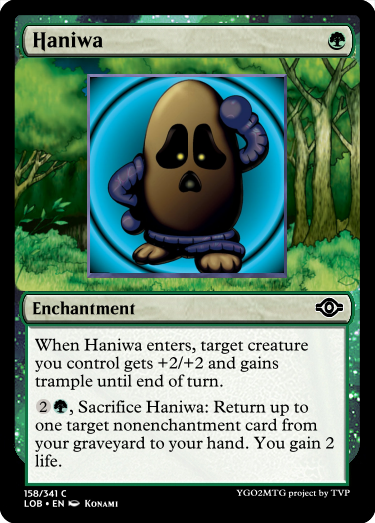 Haniwa
Enchantment
When Haniwa enters, target creature
you control gets +2/+2 and gains
trample until end of turn.
2, Sacrifice Haniwa: Return up to
one target nonenchantment card from
your graveyard to your hand. You gain 2
life.
158/341 C
LOB • EN Konami
YGO2MTG project by TVP